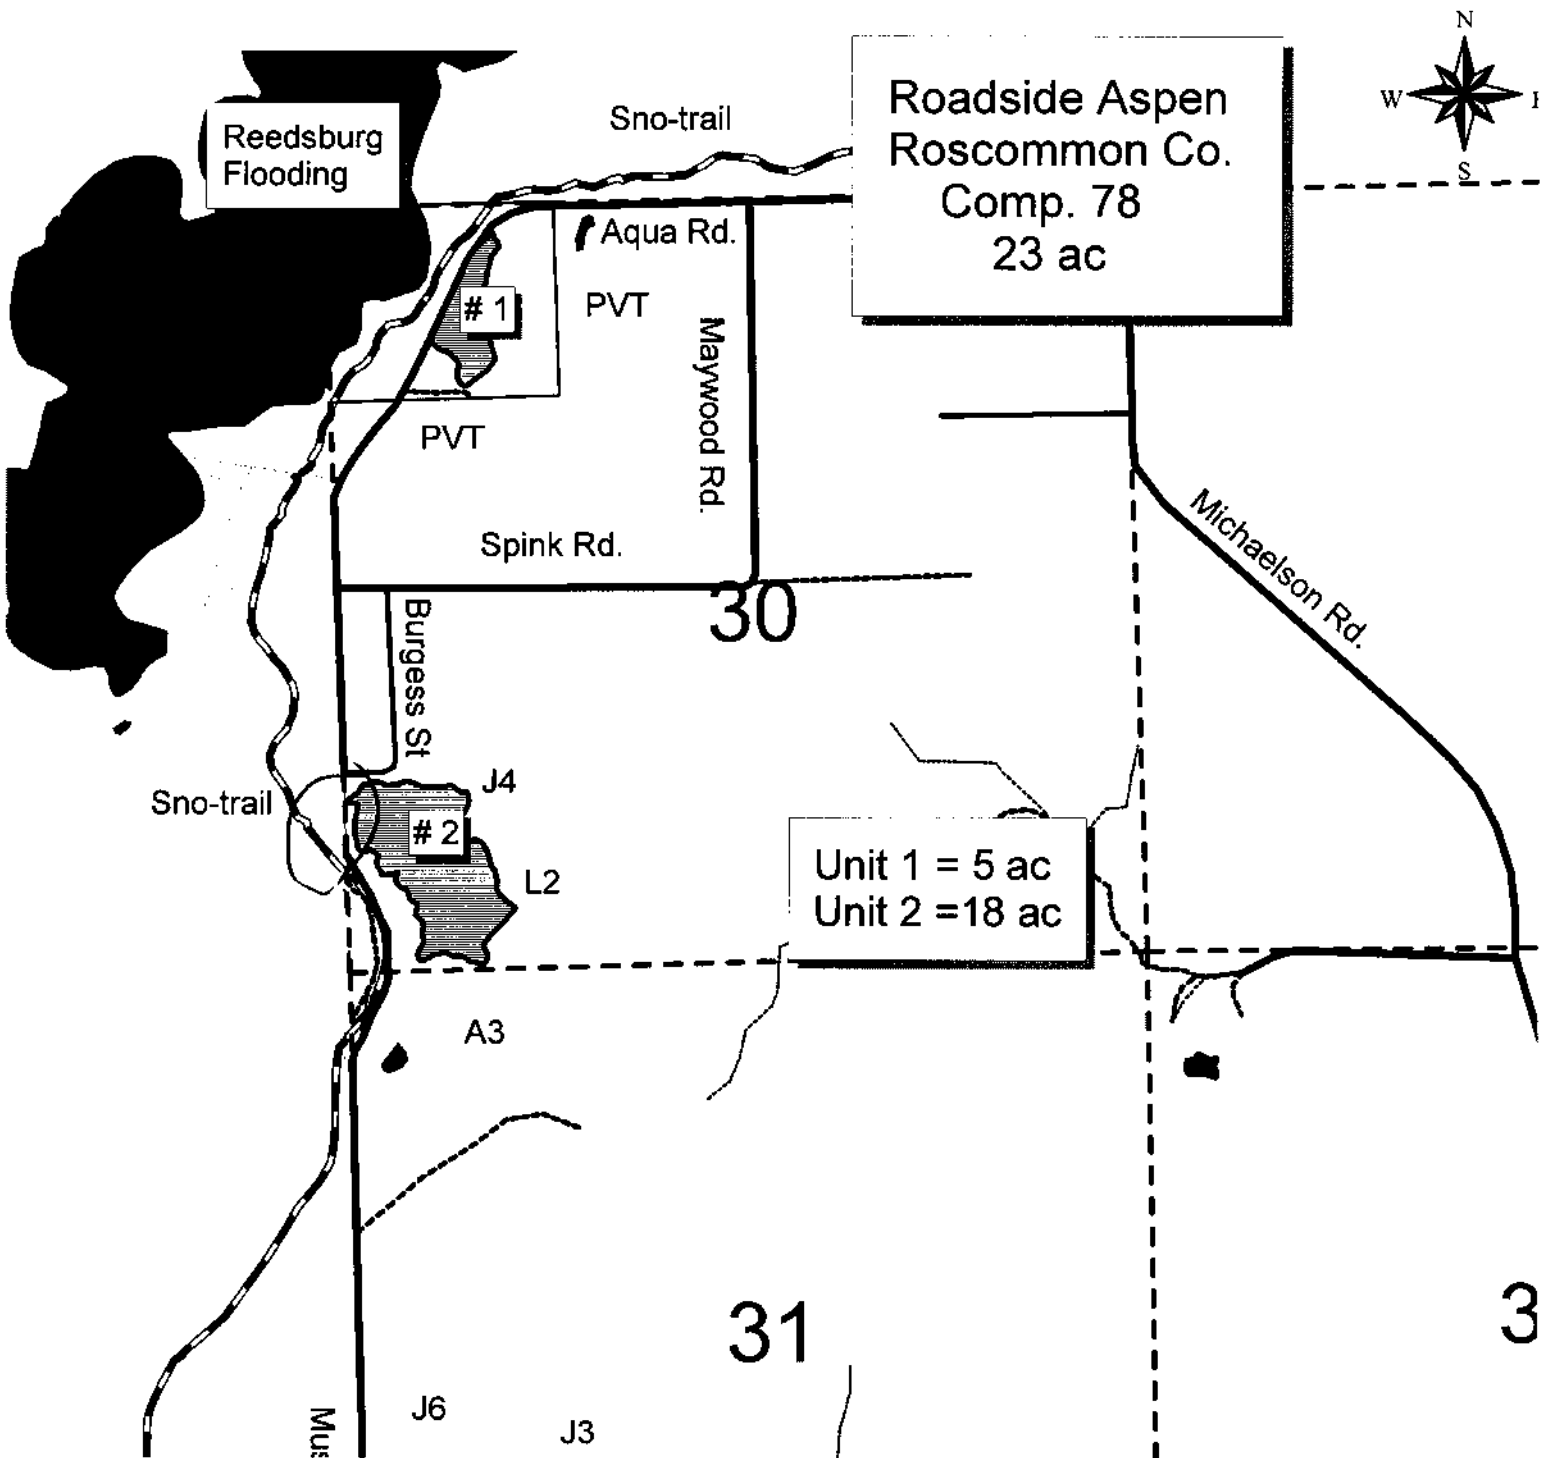 N
W
S
Roadside Aspen
Roscommon Co.
Comp. 78
23 ac
Sno-trail
Reedsburg
Flooding
Aqua Rd.
# 1
PVT
Maywood Rd.
PVT
Michaelson Rd.
Spink Rd.
30
Burgess St
J4
Sno-trail
# 2
Unit 1 = 5 ac
Unit 2 =18 ac
L2
A3
31
3
J6
J3
Mus